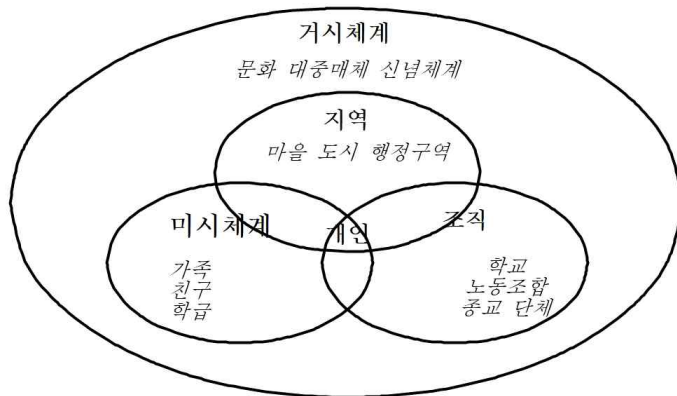 거시체계
문화 대중매체 신념체계
지역
마을 도시 행정구역
미시체계
개인
조직
가족
친구
학급
학교
노동조합
종교 단체